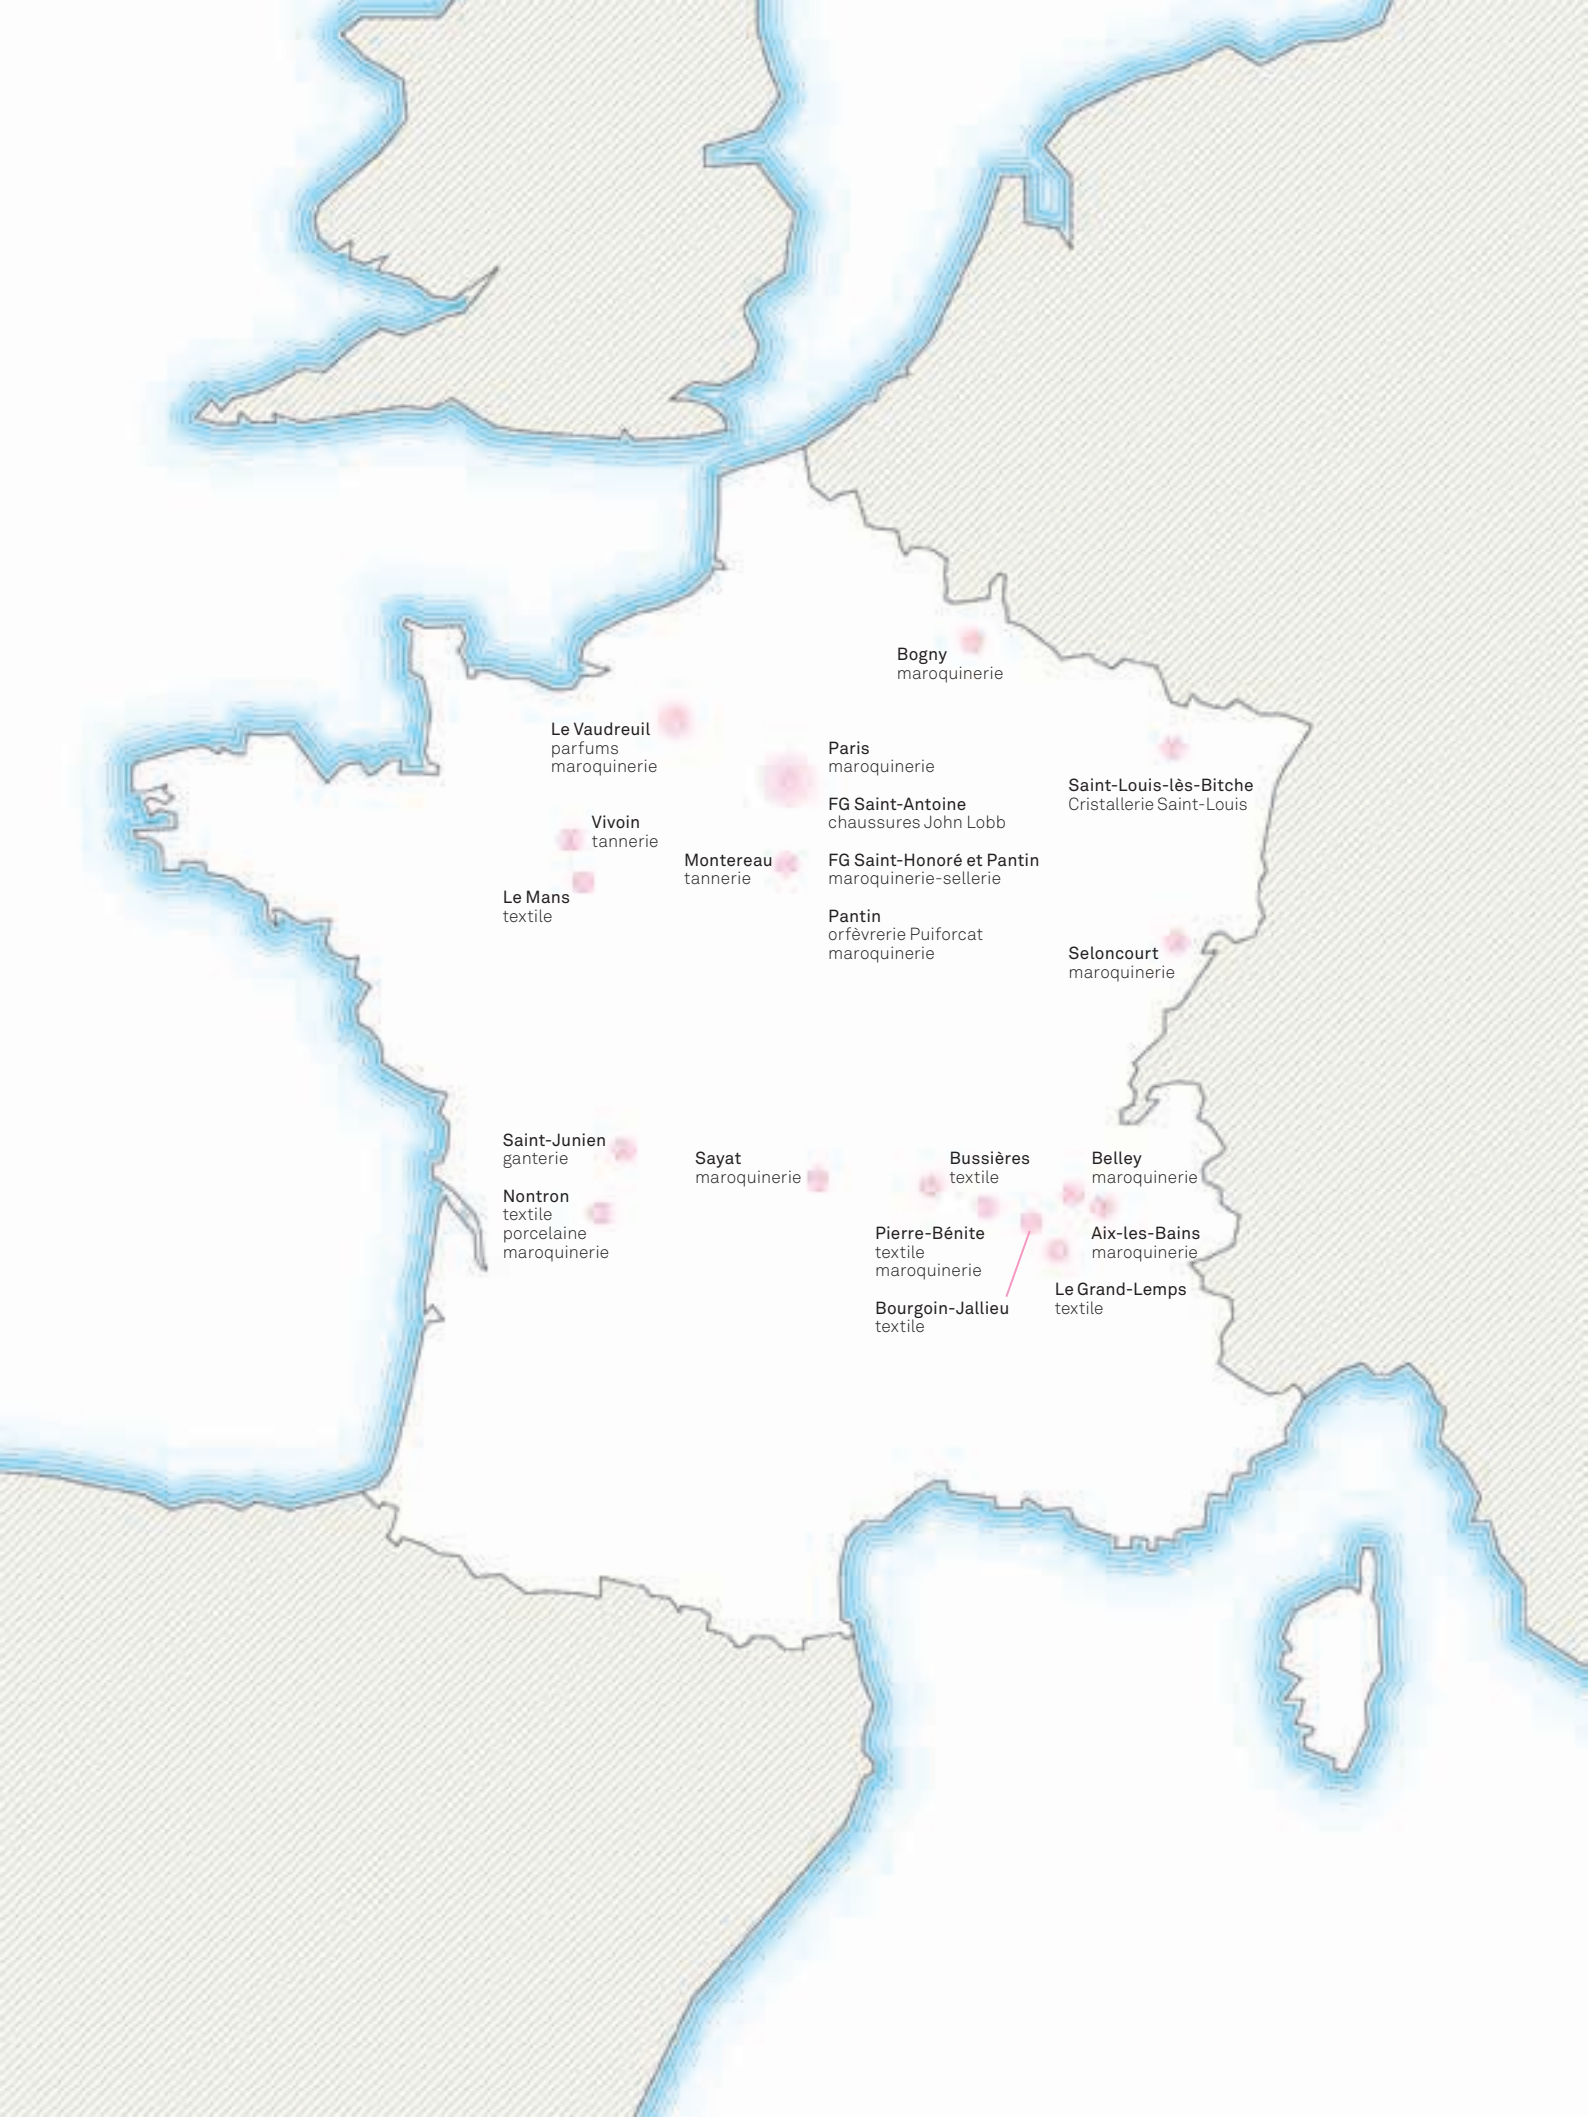 Bogny
maroquinerie
Le Vaudreuil
parfums
maroquinerie
Paris
maroquinerie
FG Saint-Antoine
chaussures John Lobb
FG Saint-Honoré et Pantin
maroquinerie-sellerie
Pantin
orfèvrerie Puiforcat
maroquinerie
Saint-Louis-lès-Bitche
Cristallerie Saint-Louis
Vivoin
tannerie
Montereau
tannerie
Le Mans
textile
Seloncourt
maroquinerie
Saint-Junien
ganterie
Nontron
textile
porcelaine
maroquinerie
Sayat
maroquinerie
Bussières
textile
Belley
maroquinerie
Pierre-Bénite
textile
maroquinerie
Aix-les-Bains
maroquinerie
Bourgoin-Jallieu
textile
Le Grand-Lemps
textile